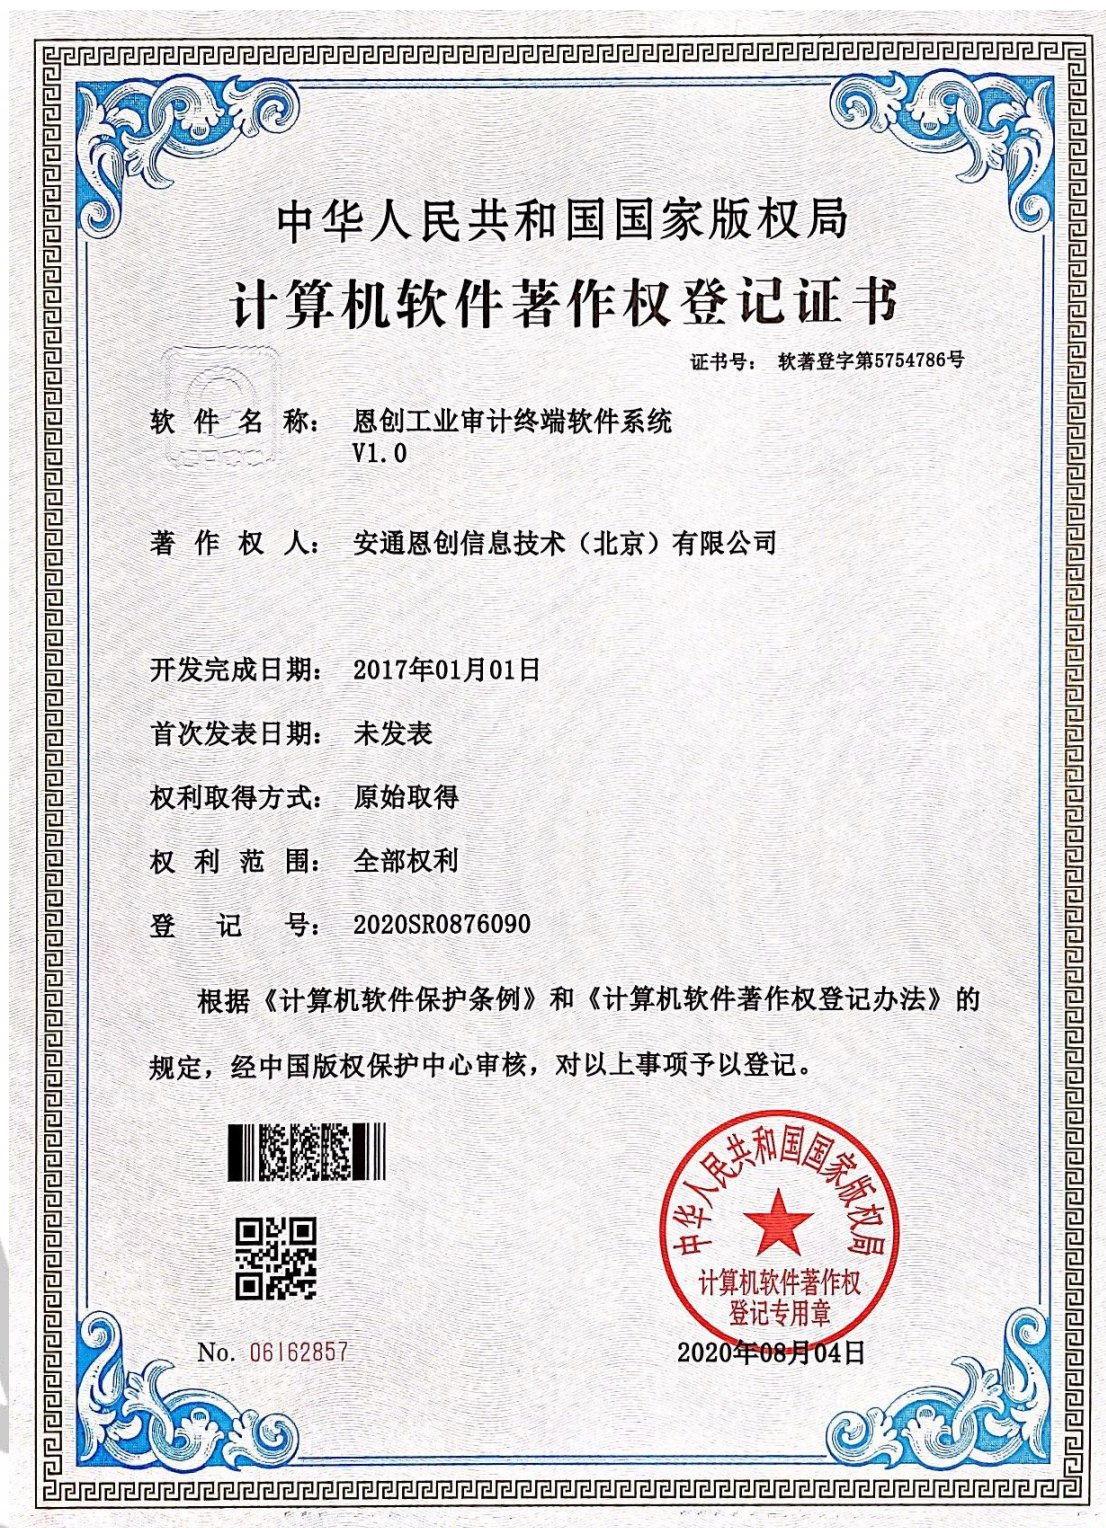 中华人民共和国国家版权局
计算机软件著作权登记证书
证书号： 软著登字第5754786号
软件名称： 恩创工业审计终端软件系统
V1.0
著作权人： 安通恩创信息技术（北京）有限公司
开发完成日期： 2017年01月01日
首次发表日期： 未发表
权利取得方式： 原始取得
权利范围： 全部权利
登记号： 2020SR0876090
根据《计算机软件保护条例》和《计算机软件著作权登记办法》的
规定，经中国版权保护中心审核，对以上事项予以登记。
中华人民共和国国家版权局
计算机软件著作权
登记专用章
No. 06162857
2020年08月04日